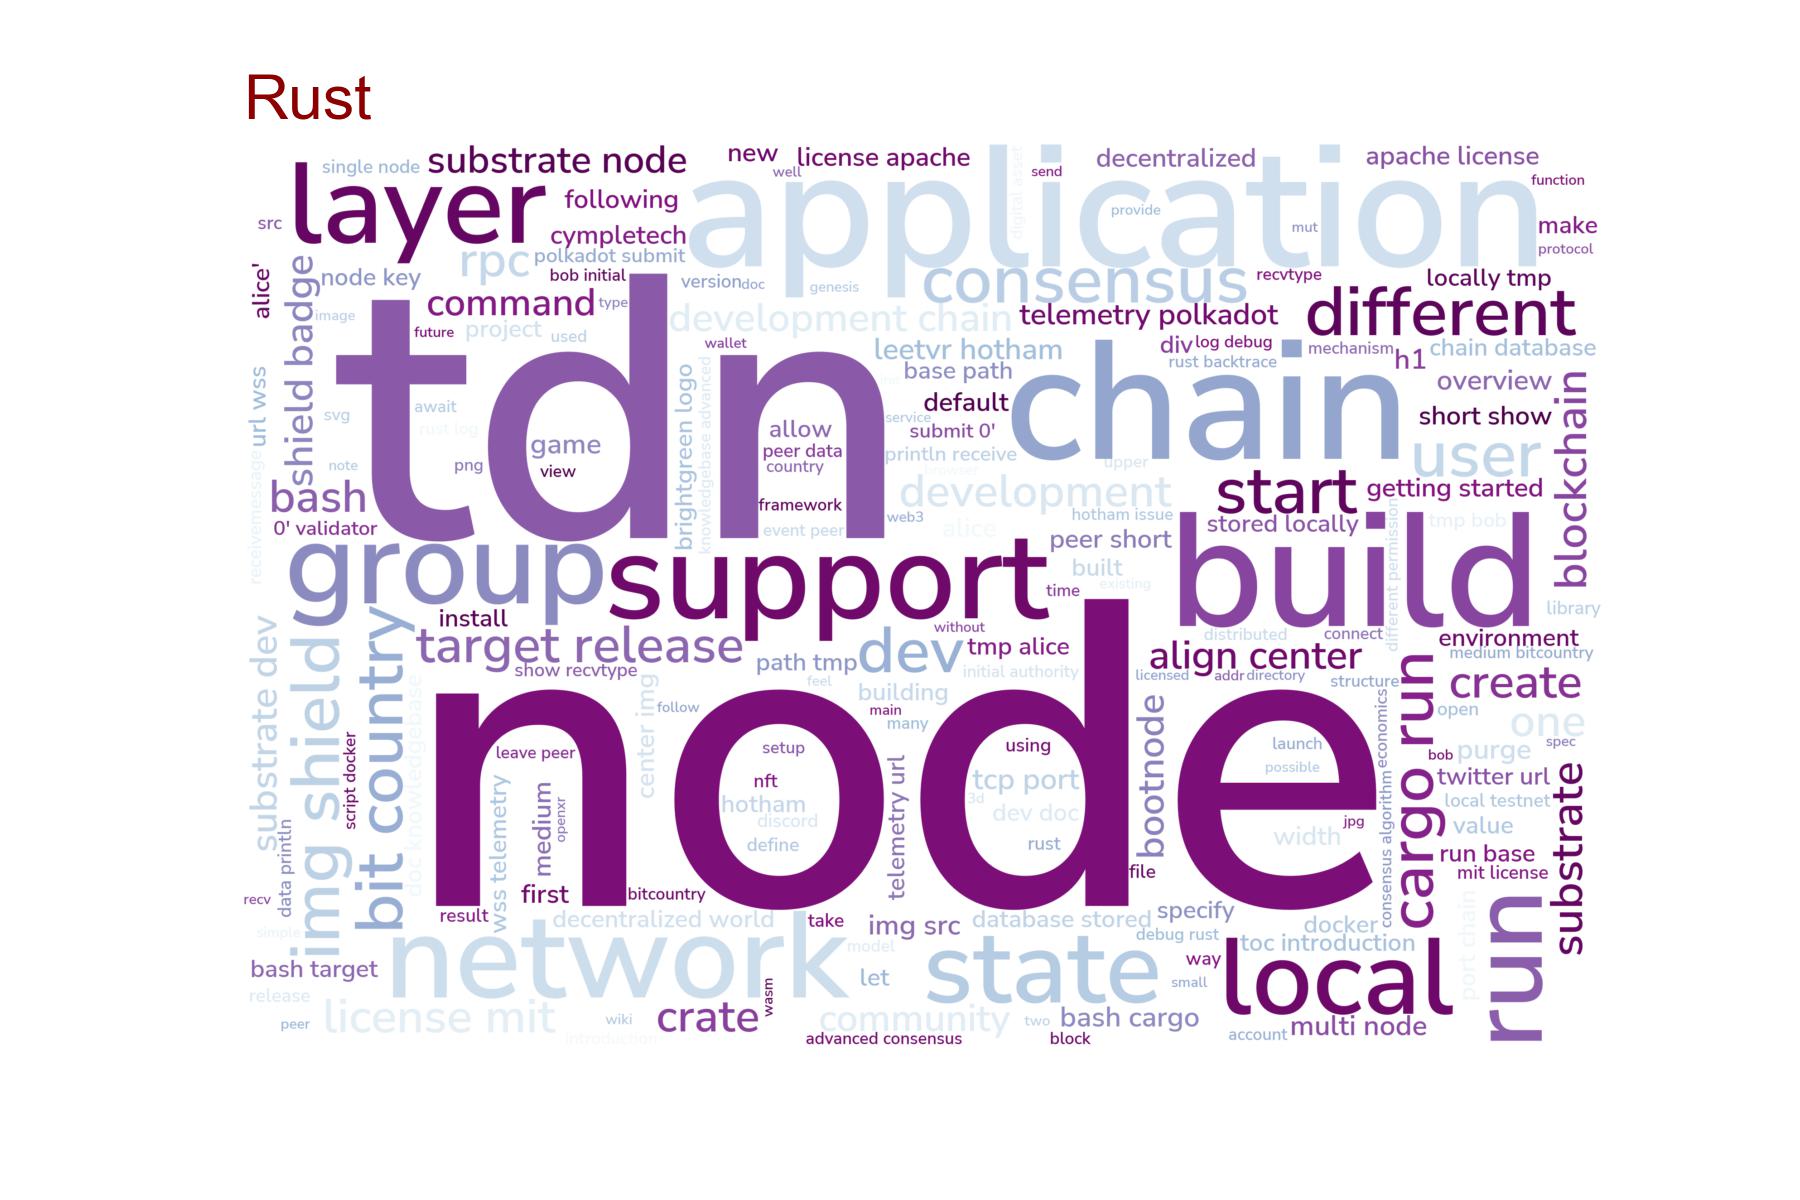 Rust
single node
substrate node
new
license apache
well
application
send
decentralized
apache license
function
layer
following
digital asset
provide
mut
make
src
cympletech
polkadot submit
protocol
rpc
consensus
recvtype
locally tmp
alice'
shield badge
node key
bob initial
version
doc
genesis
different
command
type
image
future
project
used
tdn
development chain
telemetry polkadot
wallet
leetvr hotham
div
log debug
mechanism
h1
chain database
rust backtrace
base path
chain
overview
url wss
svg
await
rust log
brightgreen logo
knowledgebase advanced
default
service
short show
blockchain
game
allow
submit 0'
peer data
println receive
user
receivemessage
note
png
view
country
browser
upper
bash
framework
development
start
getting started
0' validator
event peer
web3
alice
hotham issue
stored locally
different permission
tmp bob
group
support
peer short
build
built
existing
time
install
without
library
bit country
target release
dev
tmp alice
distributed
connect
environment
medium bitcountry
substrate dev
img shield
show recvtype
path tmp
feel
initial authority
align center
licensed
addr
directory
structure
cargo run
create
doc knowledgebase
center img
follow
building
main
many
node
bootnode
economics
open
one
script docker
leave peer
setup
using
launch
bob
purge
spec
nft
possible
twitter url
substrate
wss telemetry
medium
openxr
hotham
discord
define
telemetry url
tcp port
3d
dev doc
rust
width
jpg
consensus algorithm
local testnet
value
data println
run base
file
mit license
recv
first
bitcountry
result
decentralized world
take
img src
database stored
specify
docker
port chain
run
simple
network
model
debug rust
toc introduction
bash target
let
state
way
small
local
release
license mit
wiki
crate
wasm
community
two
bash cargo
multi node
peer
introduction
advanced consensus
block
account